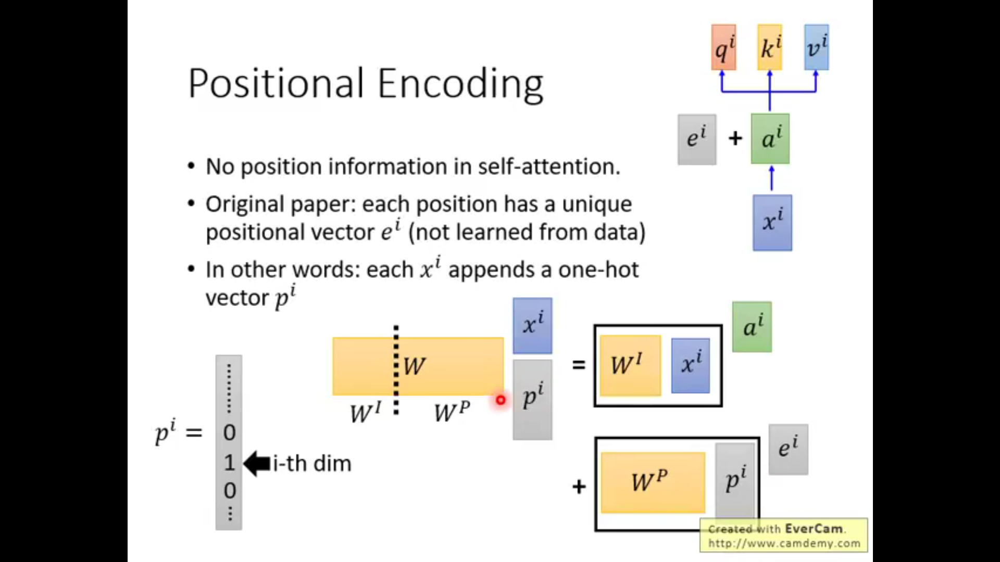 Positional Encoding
q^i k^i v^i
e^i + a^i
x^i
• No position information in self-attention.
• Original paper: each position has a unique
positional vector e^i (not learned from data)
• In other words: each x^i appends a one-hot
vector p^i
W
W^I W^P
x^i
p^i
=
W^I x^i
a^i
+
W^P p^i
e^i
p^i =
0
1
0
i-th dim
Created with EverCam.
http://www.camdemy.com